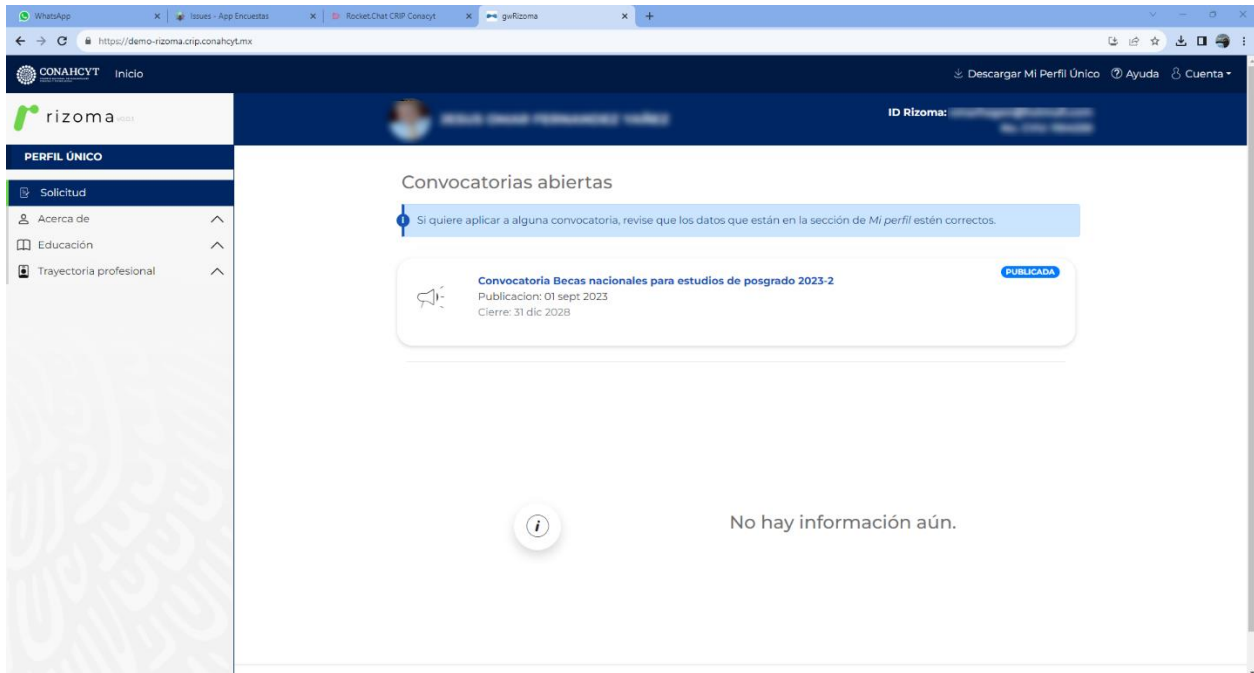 WhatsApp
Issues - App Encuestas
Rocket.Chat CRIP Conacyt
gwRizoma
https://demo-rizoma.crip.conahcyt.mx
CONAHCYT Inicio
Descargar Mi Perfil Único Ayuda Cuenta
rizoma
ID Rizoma:
PERFIL ÚNICO
Solicitud
Acerca de
Educación
Trayectoria profesional
Convocatorias abiertas
Si quiere aplicar a alguna convocatoria, revise que los datos que están en la sección de Mi perfil estén correctos.
PUBLICADA
Convocatoria Becas nacionales para estudios de posgrado 2023-2
Publicacion: 01 sept 2023
Cierre: 31 dic 2028
No hay información aún.